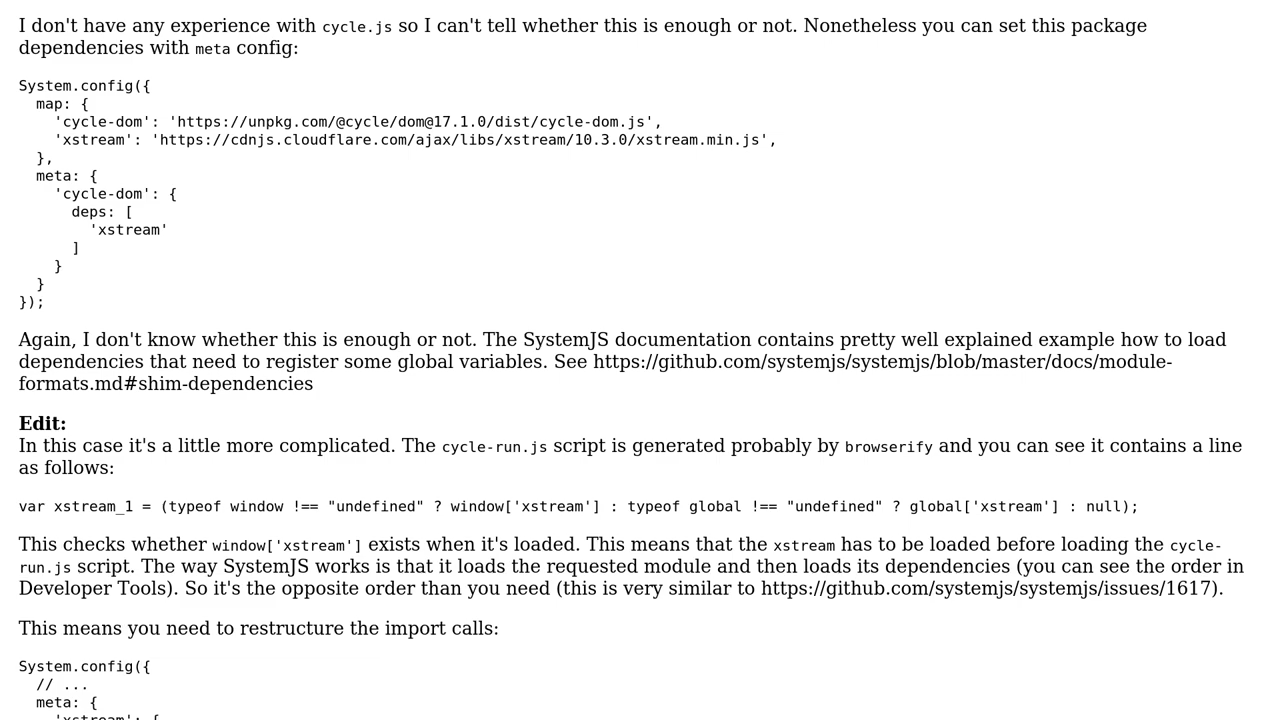 I don't have any experience with cycle.js so I can't tell whether this is enough or not. Nonetheless you can set this package
dependencies with meta config:
System.config({
  map: {
    'cycle-dom': 'https://unpkg.com/@cycle/dom@17.1.0/dist/cycle-dom.js',
    'xstream': 'https://cdnjs.cloudflare.com/ajax/libs/xstream/10.3.0/xstream.min.js',
  },
  meta: {
    'cycle-dom': {
      deps: [
        'xstream'
      ]
    }
  }
});
Again, I don't know whether this is enough or not. The SystemJS documentation contains pretty well explained example how to load
dependencies that need to register some global variables. See https://github.com/systemjs/systemjs/blob/master/docs/module-
formats.md#shim-dependencies
Edit:
In this case it's a little more complicated. The cycle-run.js script is generated probably by browserify and you can see it contains a line
as follows:
var xstream_1 = (typeof window !== "undefined" ? window['xstream'] : typeof global !== "undefined" ? global['xstream'] : null);
This checks whether window['xstream'] exists when it's loaded. This means that the xstream has to be loaded before loading the cycle-
run.js script. The way SystemJS works is that it loads the requested module and then loads its dependencies (you can see the order in
Developer Tools). So it's the opposite order than you need (this is very similar to https://github.com/systemjs/systemjs/issues/1617).
This means you need to restructure the import calls:
System.config({
  // ...
  meta: {
    'xstream': {